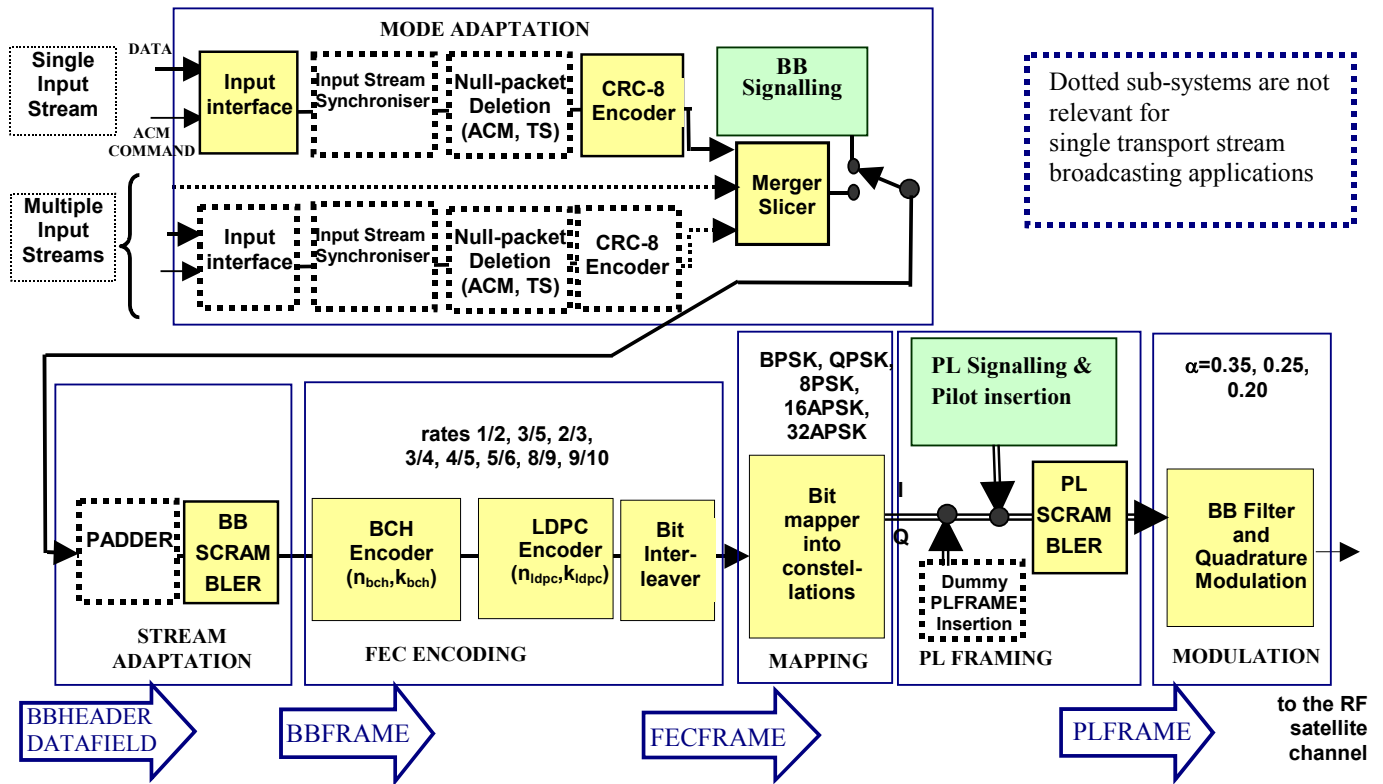 MODE ADAPTATION
Single
Input
Stream
DATA
ACM
COMMAND
Input
interface
Input Stream
Synchroniser
Null-packet
Deletion
(ACM, TS)
CRC-8
Encoder
BB
Signalling
Merger
Slicer
Multiple
Input
Streams
Input
interface
Input Stream
Synchroniser
Null-packet
Deletion
(ACM, TS)
CRC-8
Encoder
Dotted sub-systems are not
relevant for
single transport stream
broadcasting applications
PADDER
BB
SCRAM
BLER
STREAM
ADAPTATION
rates 1/2, 3/5, 2/3,
3/4, 4/5, 5/6, 8/9, 9/10
BCH
Encoder
(nbch,kbch)
LDPC
Encoder
(nldpc,kldpc)
Bit
Inter-
leaver
FEC ENCODING
BPSK, QPSK,
8PSK,
16APSK,
32APSK
Bit
mapper
into
constel-
lations
MAPPING
PL Signalling &
Pilot insertion
I
Q
Dummy
PLFRAME
Insertion
PL
SCRAM
BLER
PL FRAMING
α=0.35, 0.25,
0.20
BB Filter
and
Quadrature
Modulation
MODULATION
BBHEADER
DATAFIELD
BBFRAME
FECFRAME
PLFRAME
to the RF
satellite
channel